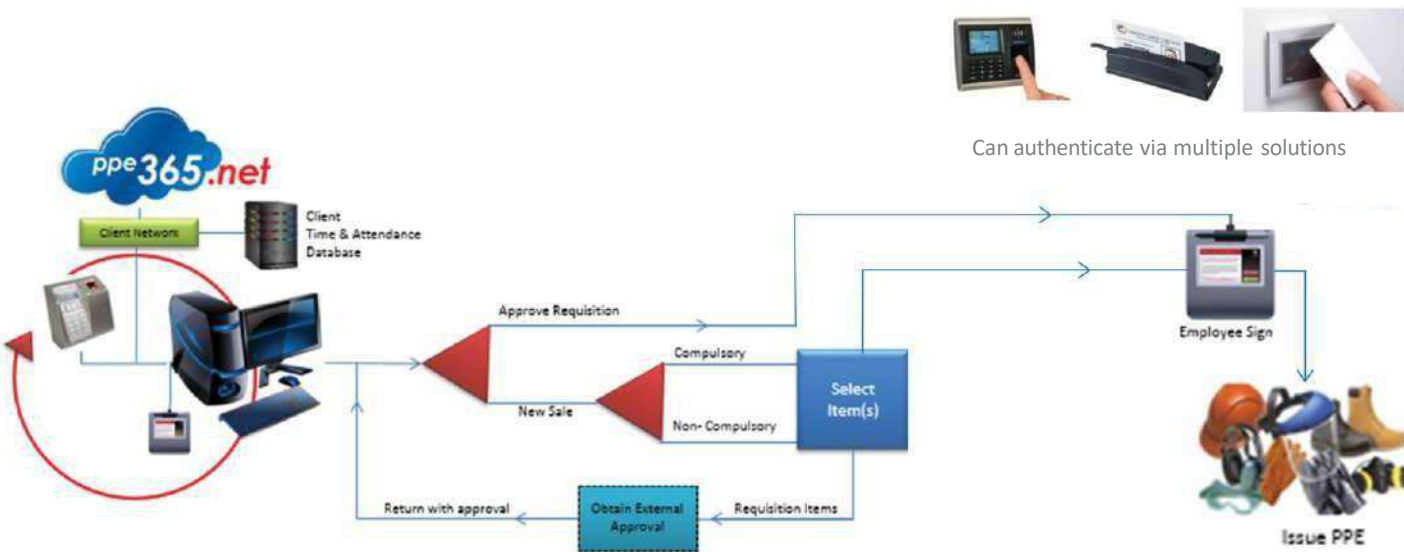 Can authenticate via multiple solutions
ppe365.net
Client Network
Client
Time & Attendance
Database
Approve Requisition
Employee Sign
Compulsory
New Sale
Non- Compulsory
Select
Item(s)
Return with approval
Obtain External
Approval
Requisition Items
Issue PPE